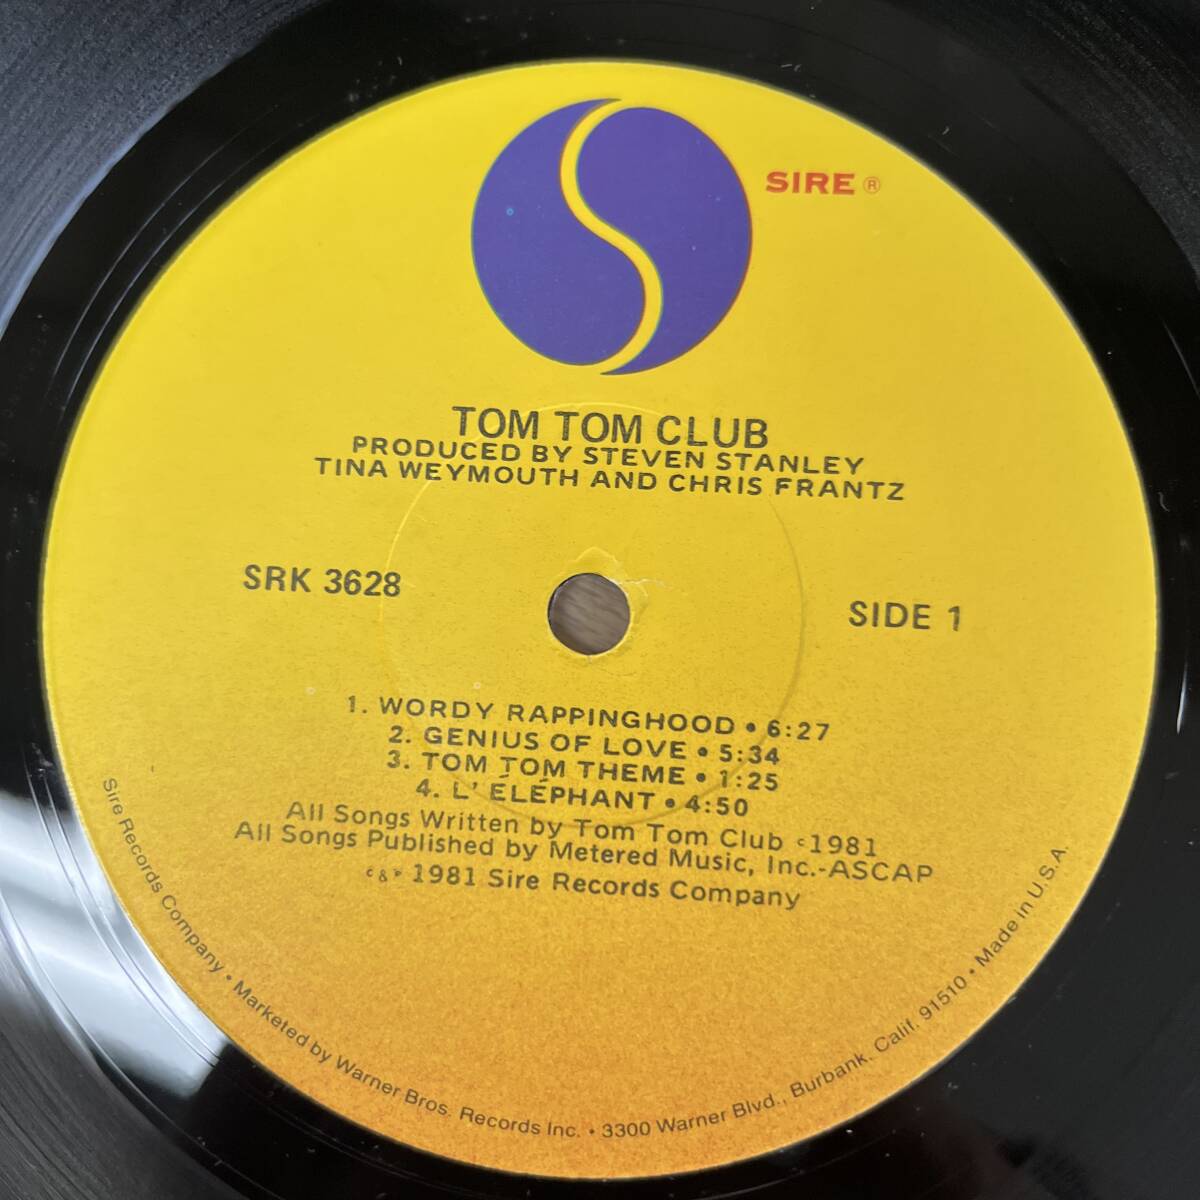 SIRE ®
TOM TOM CLUB
PRODUCED BY STEVEN STANLEY
TINA WEYMOUTH AND CHRIS FRANTZ
SRK 3628
SIDE 1
1. WORDY RAPPINGHOOD • 6:27
2. GENIUS OF LOVE • 5:34
3. TOM TOM THEME • 1:25
4. L' ÉLÉPHANT • 4:50
All Songs Written by Tom Tom Club ©1981
All Songs Published by Metered Music, Inc.-ASCAP
© & ℗ 1981 Sire Records Company
Sire Records Company • Marketed by Warner Bros. Records Inc. • 3300 Warner Blvd., Burbank, Calif. 91510 • Made in U.S.A.